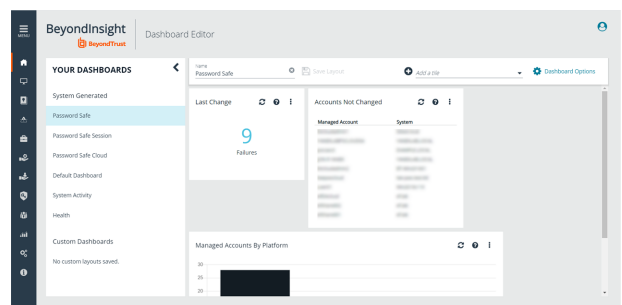 MENU
BeyondInsight
BeyondTrust
Dashboard Editor
YOUR DASHBOARDS
System Generated
Password Safe
Password Safe Session
Password Safe Cloud
Default Dashboard
System Activity
Health
Custom Dashboards
No custom layouts saved.
name
Password Safe
Save Layout
Add a tile
Dashboard Options
Last Change
9
Failures
Accounts Not Changed
Managed Account System
Managed Accounts By Platform
30
25
20